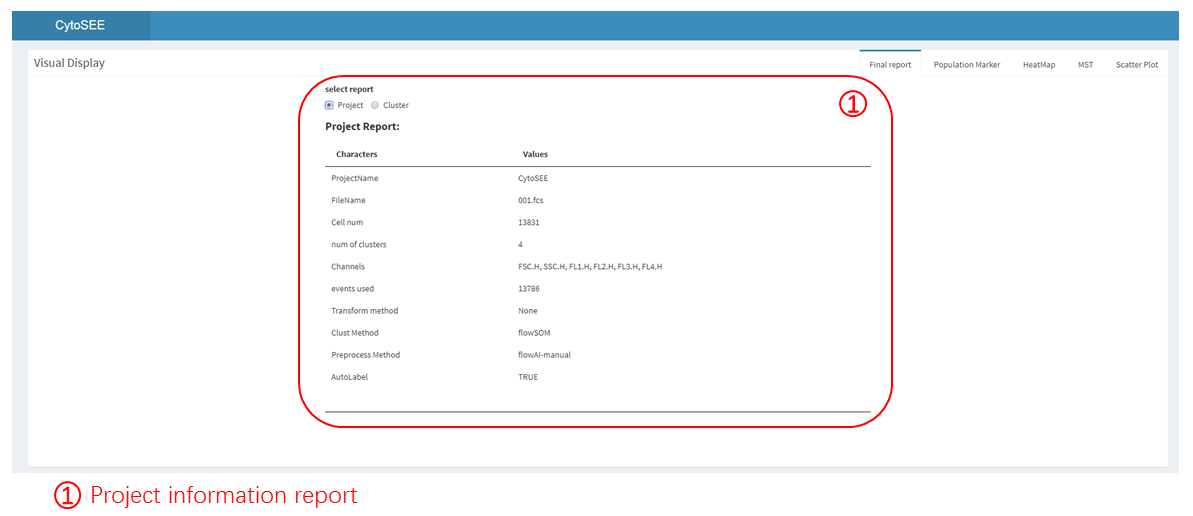 CytoSEE
Visual Display
Final report Population Marker HeatMap MST Scatter Plot
select report
Project Cluster
①
Project Report:
Characters Values
ProjectName CytoSEE
FileName 001.fcs
Cell num 13831
num of clusters 4
Channels FSC.H, SSC.H, FL1.H, FL2.H, FL3.H, FL4.H
events used 13786
Transform method None
Clust Method flowSOM
Preprocess Method flowAI-manual
AutoLabel TRUE
① Project information report